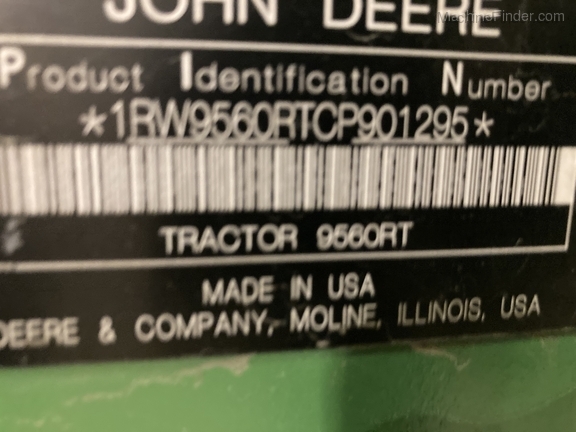 JOHN DEERE
MachineFinder.com
Product Identification Number
*1RW9560RTCP901295*
TRACTOR 9560RT
MADE IN USA
DEERE & COMPANY, MOLINE, ILLINOIS, USA